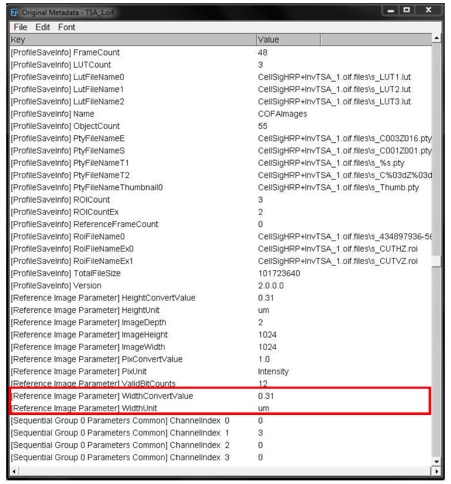 Original Metadata - TSA_1.oif
File Edit Font
Key Value
[ProfileSaveInfo] FrameCount 48
[ProfileSaveInfo] LUTCount 3
[ProfileSaveInfo] LutFileName0 CellSigHRP+InvTSA_1.oif.files\s_LUT1.lut
[ProfileSaveInfo] LutFileName1 CellSigHRP+InvTSA_1.oif.files\s_LUT2.lut
[ProfileSaveInfo] LutFileName2 CellSigHRP+InvTSA_1.oif.files\s_LUT3.lut
[ProfileSaveInfo] Name COFAImages
[ProfileSaveInfo] ObjectCount 55
[ProfileSaveInfo] PtyFileNameE CellSigHRP+InvTSA_1.oif.files\s_C003Z016.pty
[ProfileSaveInfo] PtyFileNameS CellSigHRP+InvTSA_1.oif.files\s_C001Z001.pty
[ProfileSaveInfo] PtyFileNameT1 CellSigHRP+InvTSA_1.oif.files\s_%s.pty
[ProfileSaveInfo] PtyFileNameT2 CellSigHRP+InvTSA_1.oif.files\s_C%03dZ%03d
[ProfileSaveInfo] PtyFileNameThumbnail0 CellSigHRP+InvTSA_1.oif.files\s_Thumb.pty
[ProfileSaveInfo] ROICount 3
[ProfileSaveInfo] ROICountEx 2
[ProfileSaveInfo] ReferenceFrameCount 0
[ProfileSaveInfo] RoiFileName0 CellSigHRP+InvTSA_1.oif.files\s_434897936-56
[ProfileSaveInfo] RoiFileNameEx0 CellSigHRP+InvTSA_1.oif.files\s_CUTHZ.roi
[ProfileSaveInfo] RoiFileNameEx1 CellSigHRP+InvTSA_1.oif.files\s_CUTVZ.roi
[ProfileSaveInfo] TotalFileSize 101723640
[ProfileSaveInfo] Version 2.0.0.0
[Reference Image Parameter] HeightConvertValue 0.31
[Reference Image Parameter] HeightUnit um
[Reference Image Parameter] ImageDepth 2
[Reference Image Parameter] ImageHeight 1024
[Reference Image Parameter] ImageWidth 1024
[Reference Image Parameter] PixConvertValue 1.0
[Reference Image Parameter] PixUnit Intensity
[Reference Image Parameter] ValidBitCounts 12
[Reference Image Parameter] WidthConvertValue 0.31
[Reference Image Parameter] WidthUnit um
[Sequential Group 0 Parameters Common] ChannelIndex 0 0
[Sequential Group 0 Parameters Common] ChannelIndex 1 3
[Sequential Group 0 Parameters Common] ChannelIndex 2 0
[Sequential Group 0 Parameters Common] ChannelIndex 3 0